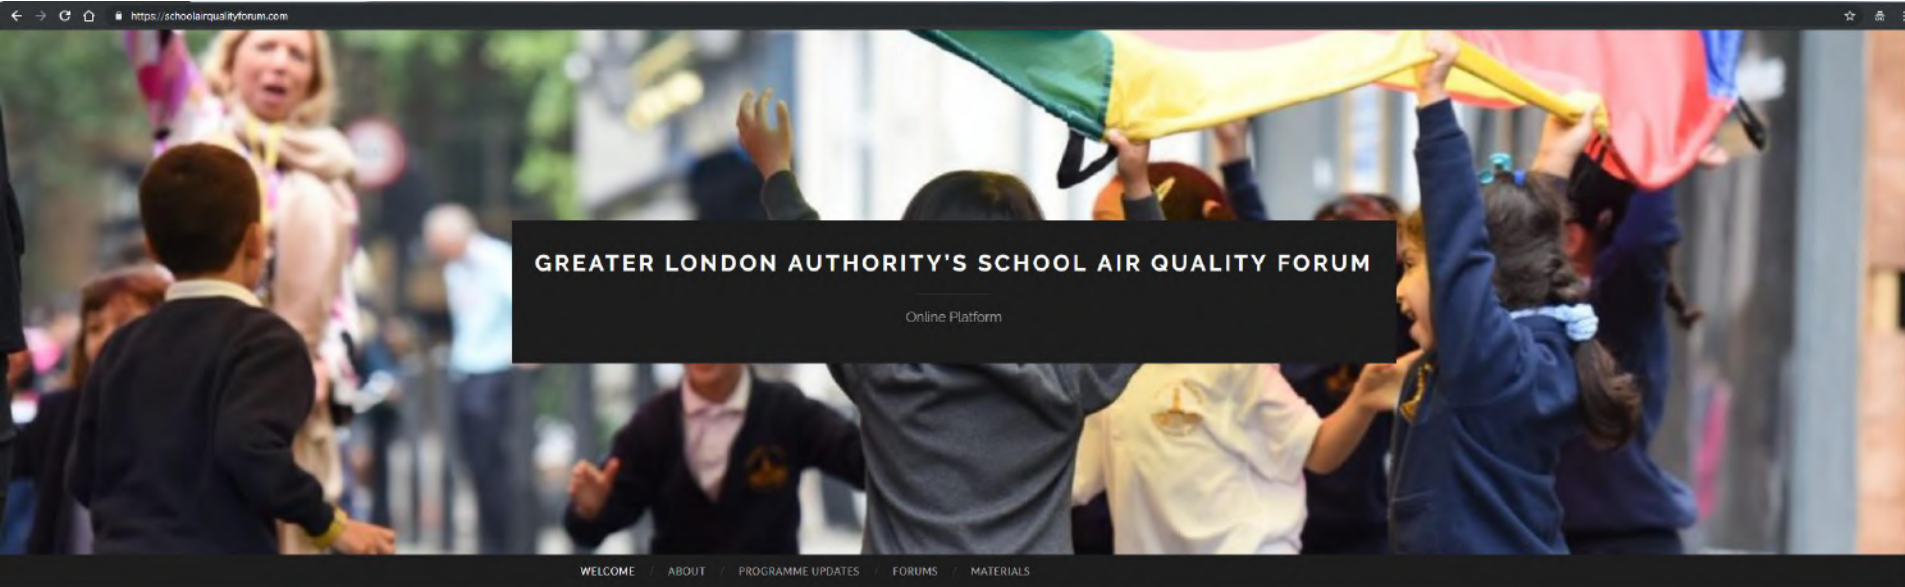 https://schoolairqualityforum.com
GREATER LONDON AUTHORITY'S SCHOOL AIR QUALITY FORUM
Online Platform
WELCOME / ABOUT / PROGRAMME UPDATES / FORUMS / MATERIALS